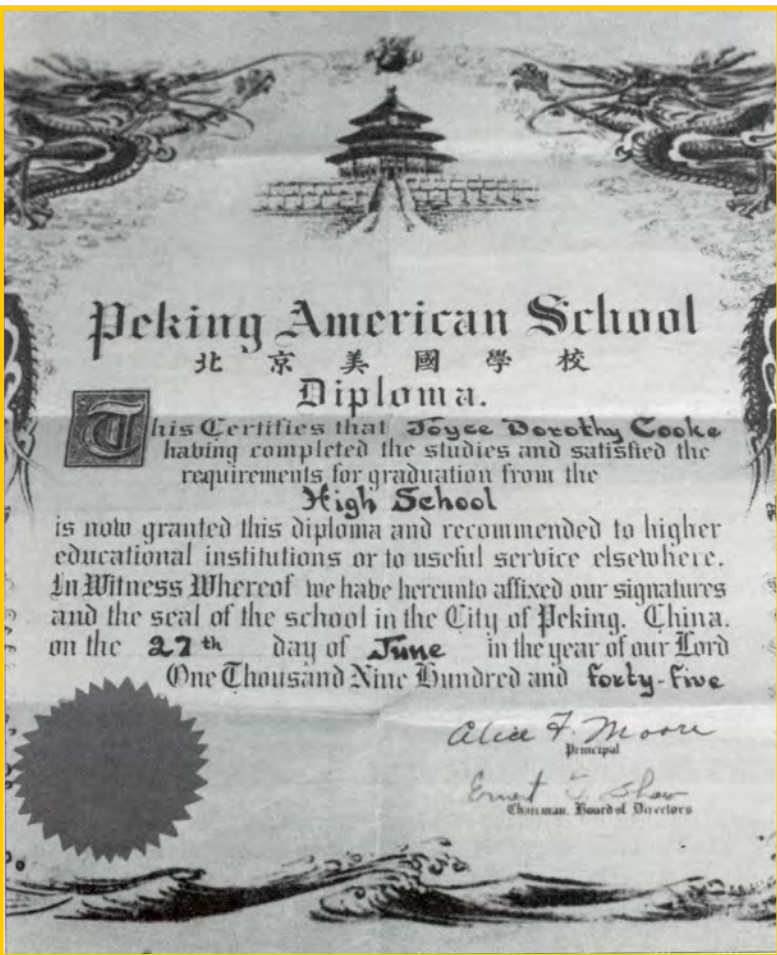 Peking American School
北京美國學校
Diploma.
This Certifies that Joyce Dorothy Cooke
having completed the studies and satisfied the
requirements for graduation from the
High School
is now granted this diploma and recommended to higher
educational institutions or to useful service elsewhere.
In Witness Whereof we have hereunto affixed our signatures
and the seal of the school in the City of Peking. China.
on the 27th day of June in the year of our Lord
One Thousand Nine Hundred and forty-five
Alice F. Moore
Principal
Ernest T. Shaw
Chairman. Board of Directors